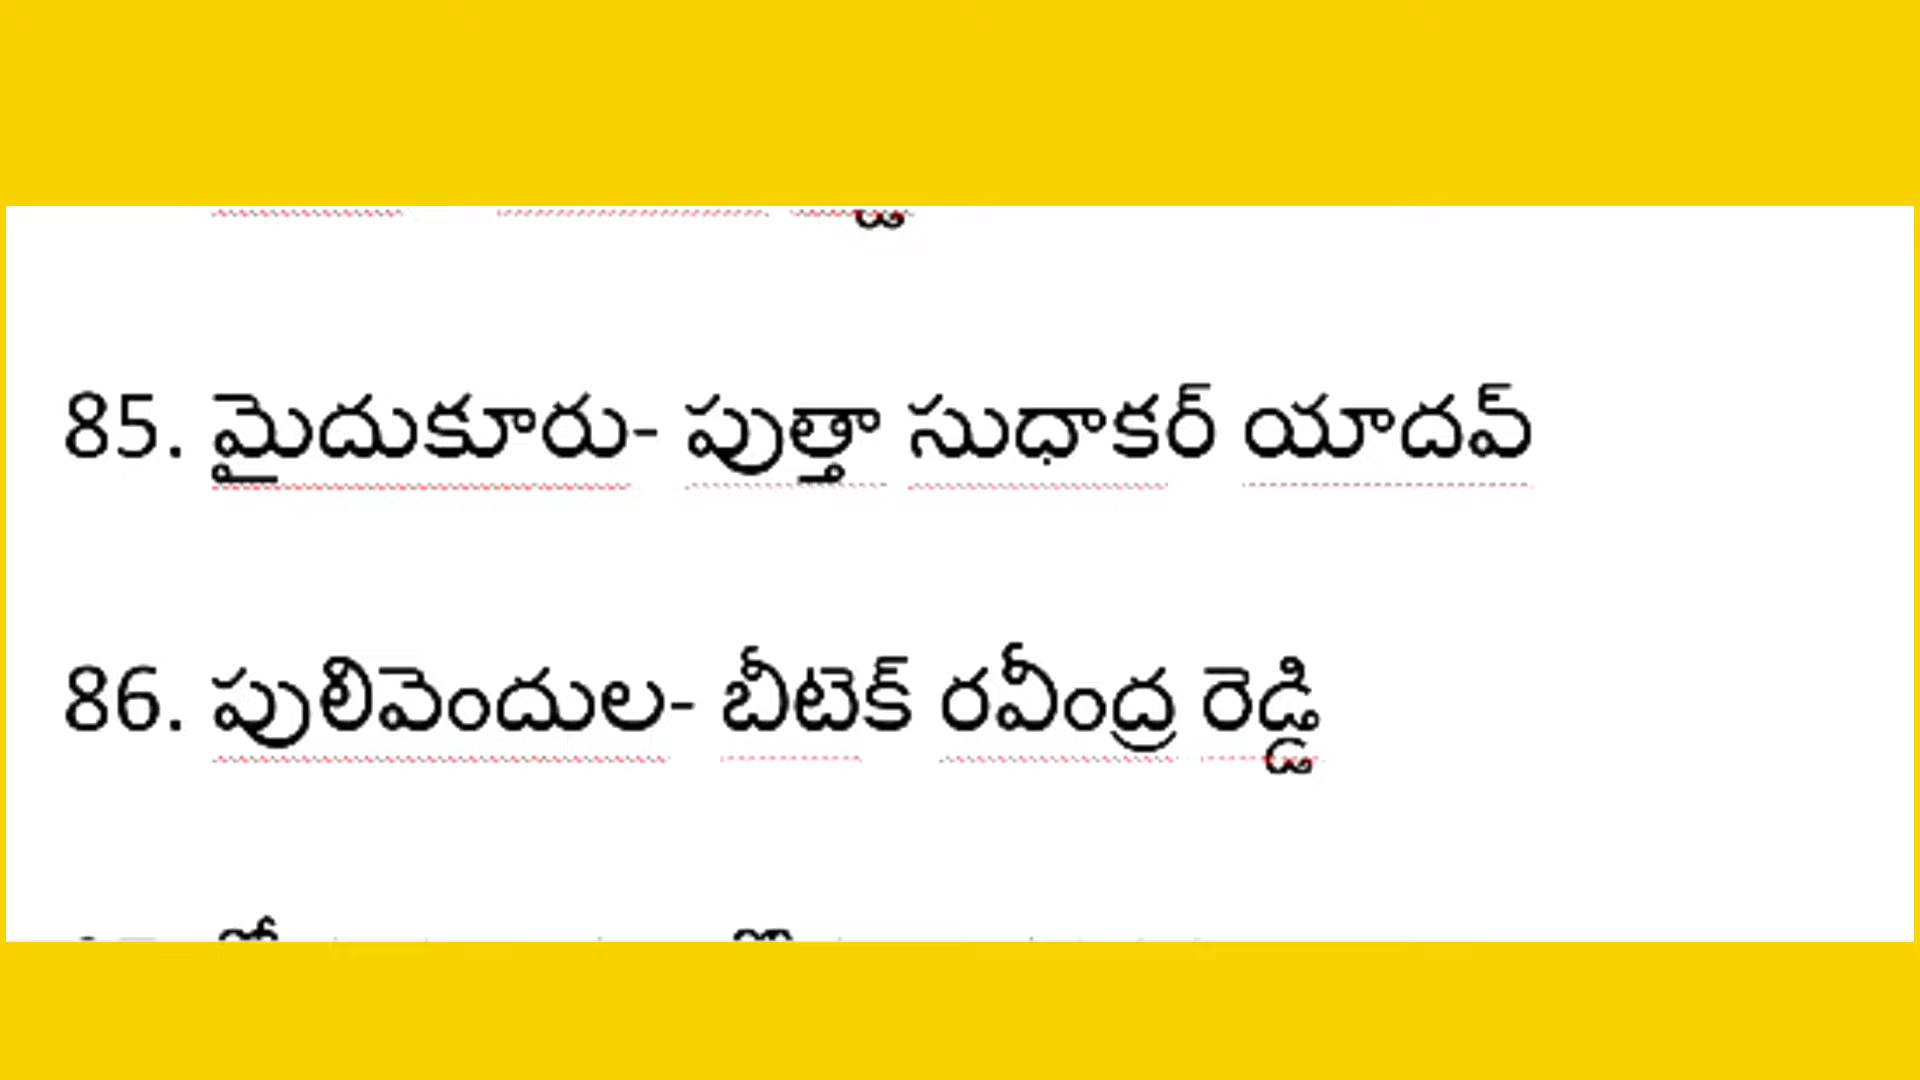 85. మైదుకూరు- పుత్తా సుధాకర్ యాదవ్
86. పులివెందుల- బీటెక్ రవీంద్ర రెడ్డి